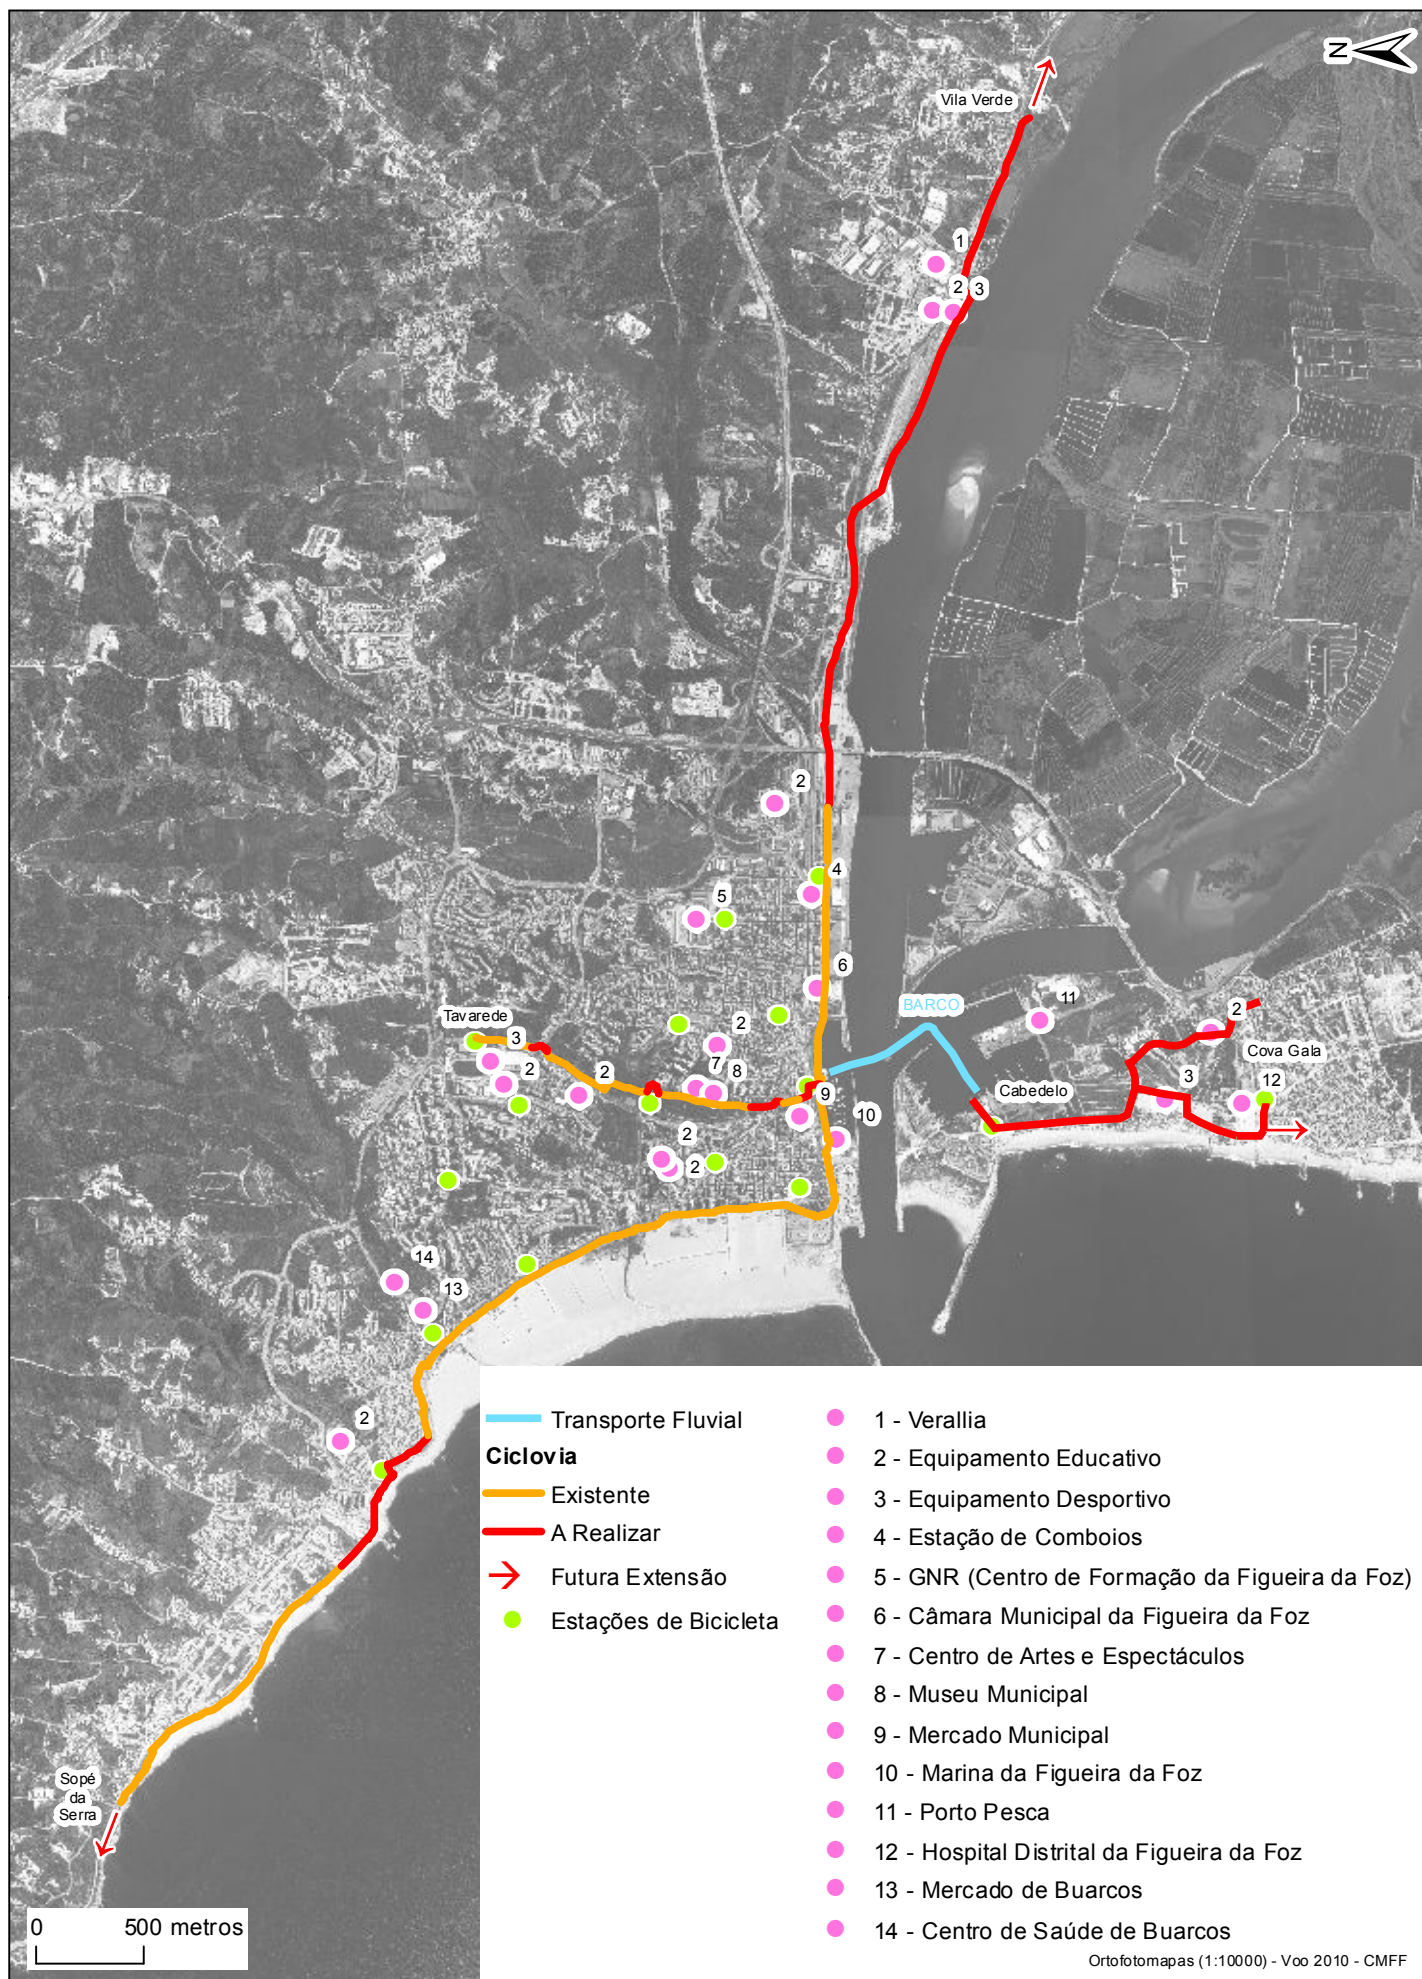 N
Vila Verde
1
2
3
2
4
5
6
BARCO
11
2
Tavarede
3
2
2
Cova Gala
2
7
8
Cabedelo
3
12
9
10
2
2
14
13
2
Sopé
da
Serra
0 500 metros
Transporte Fluvial
Ciclovia
Existente
A Realizar
Futura Extensão
Estações de Bicicleta
1 - Verallia
2 - Equipamento Educativo
3 - Equipamento Desportivo
4 - Estação de Comboios
5 - GNR (Centro de Formação da Figueira da Foz)
6 - Câmara Municipal da Figueira da Foz
7 - Centro de Artes e Espectáculos
8 - Museu Municipal
9 - Mercado Municipal
10 - Marina da Figueira da Foz
11 - Porto Pesca
12 - Hospital Distrital da Figueira da Foz
13 - Mercado de Buarcos
14 - Centro de Saúde de Buarcos
Ortofotomapas (1:10000) - Voo 2010 - CMFF